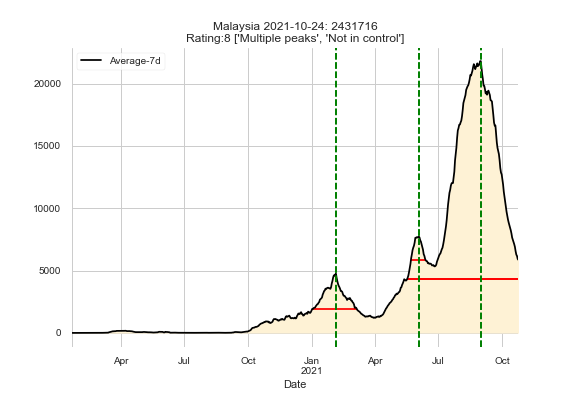 Malaysia 2021-10-24: 2431716
Rating:8 ['Multiple peaks', 'Not in control']
Average-7d
20000
15000
10000
5000
0
Apr Jul Oct Jan Apr Jul Oct
2021
Date